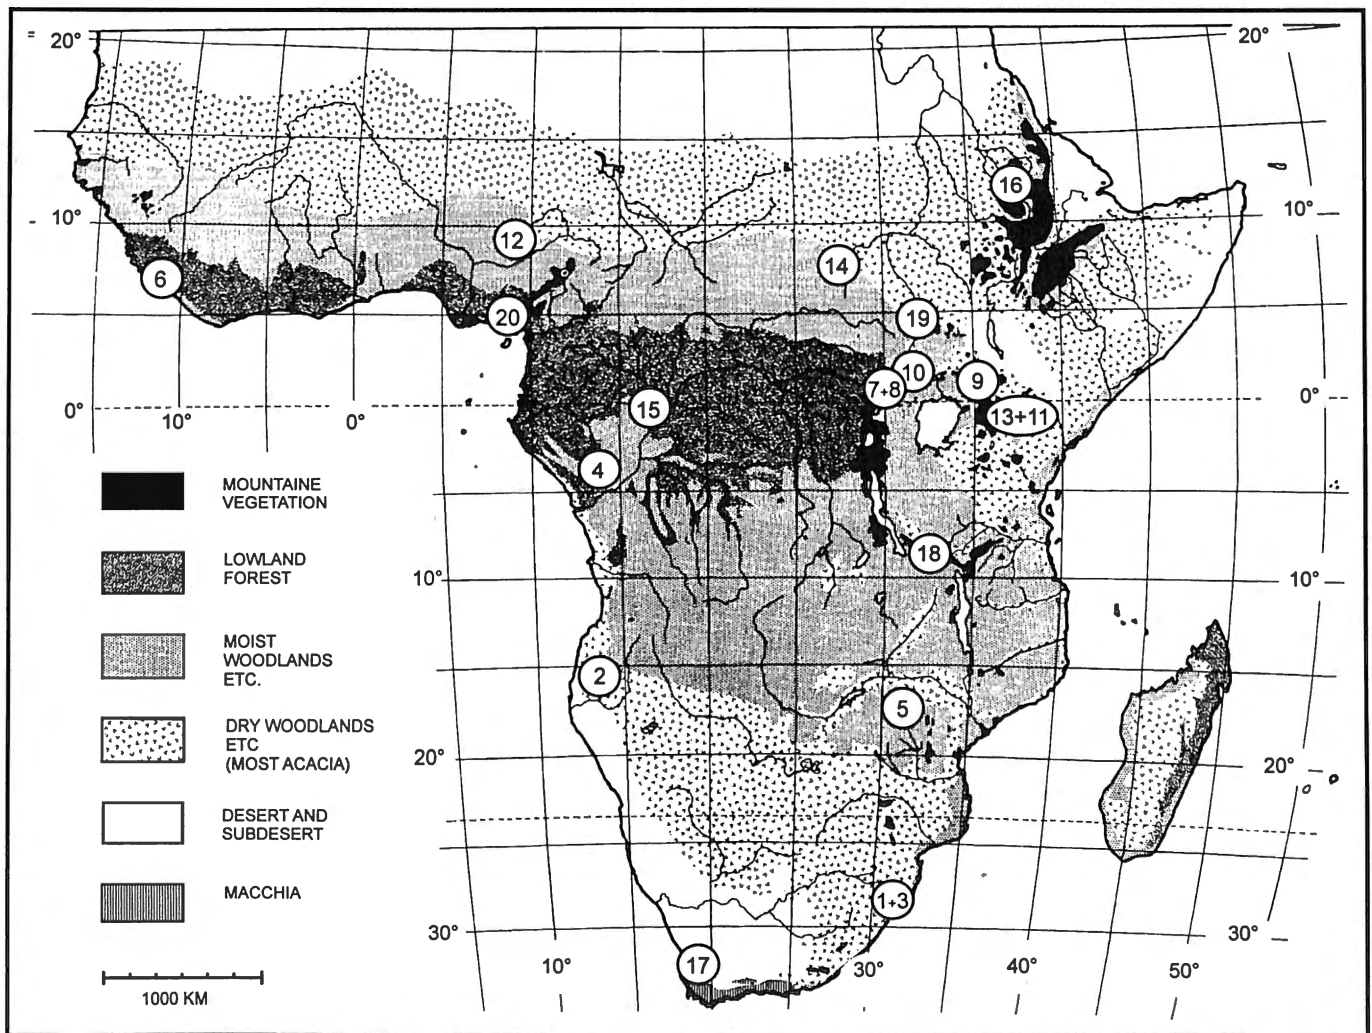 20°
20°
16
10°
10°
12
14
6
20
19
10
7+8
9
0°
10°
0°
15
13+11
0°
4
MOUNTAINE
VEGETATION
18
LOWLAND
FOREST
10°
10°
MOIST
WOODLANDS
ETC.
2
5
DRY WOODLANDS
ETC
(MOST ACACIA)
20°
20°
DESERT AND
SUBDESERT
MACCHIA
1+3
30°
30°
17
10°
30°
40°
50°
1000 KM